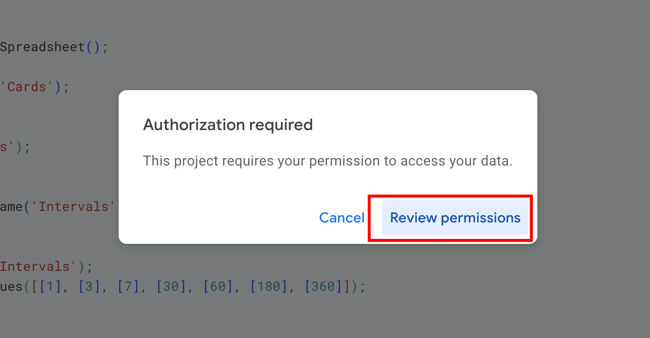 Spreadsheet();
'Cards');
Authorization required
s');
This project requires your permission to access your data.
ame('Intervals'
Cancel
Review permissions
Intervals');
ues([[1], [3], [7], [30], [60], [180], [360]]);